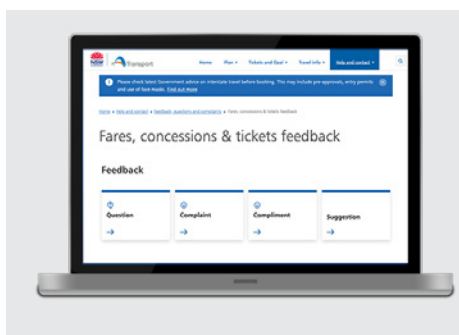 NSW
Transport
Home Plan Tickets and Opal Travel info Help and contact
Please check latest Government advice on interstate travel before booking. This may include pre-approvals, entry permits
and use of face masks. Find out more
Home Help and contact Feedback, questions and complaints Fares, concessions & tickets feedback
Fares, concessions & tickets feedback
Feedback
Question Complaint Compliment Suggestion